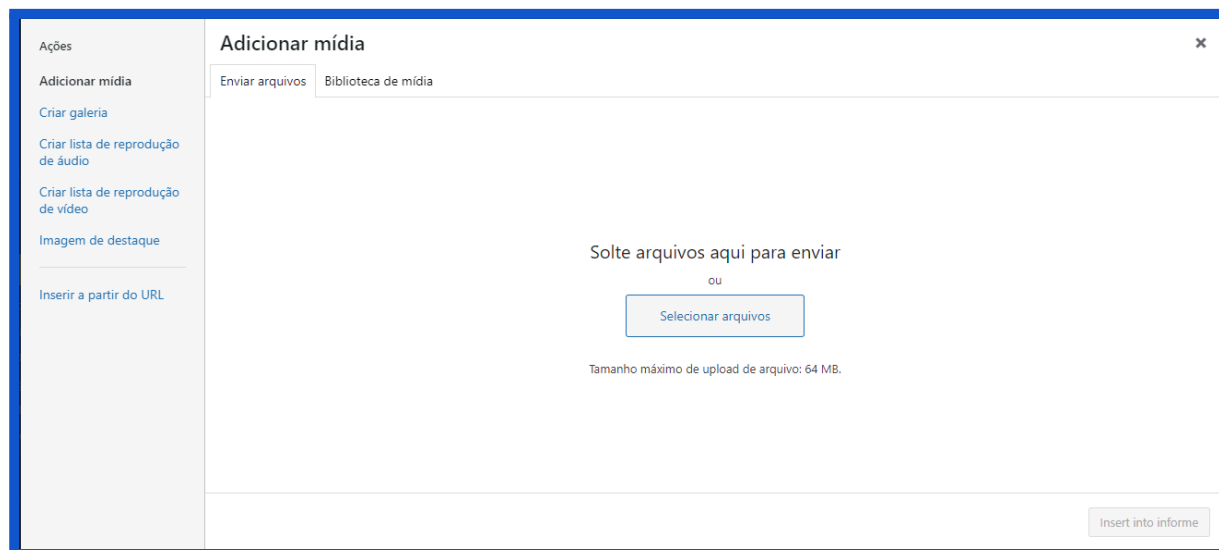 Ações
Adicionar mídia
Criar galeria
Criar lista de reprodução
de áudio
Criar lista de reprodução
de vídeo
Imagem de destaque
Inserir a partir do URL
Adicionar mídia
Enviar arquivos
Biblioteca de mídia
Solte arquivos aqui para enviar
ou
Selecionar arquivos
Tamanho máximo de upload de arquivo: 64 MB.
Insert into informe